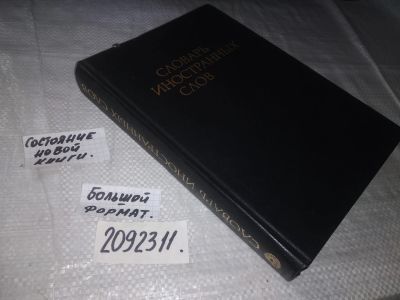 СЛОВАРЬ
ИНОСТРАННЫХ
СЛОВ
СЛОВАРЬ ИНОСТРАННЫХ СЛОВ
СОСТОЯНИЕ
НОВОЙ
КНИГИ.
БОЛЬШОЙ
ФОРМАТ.
2092311.